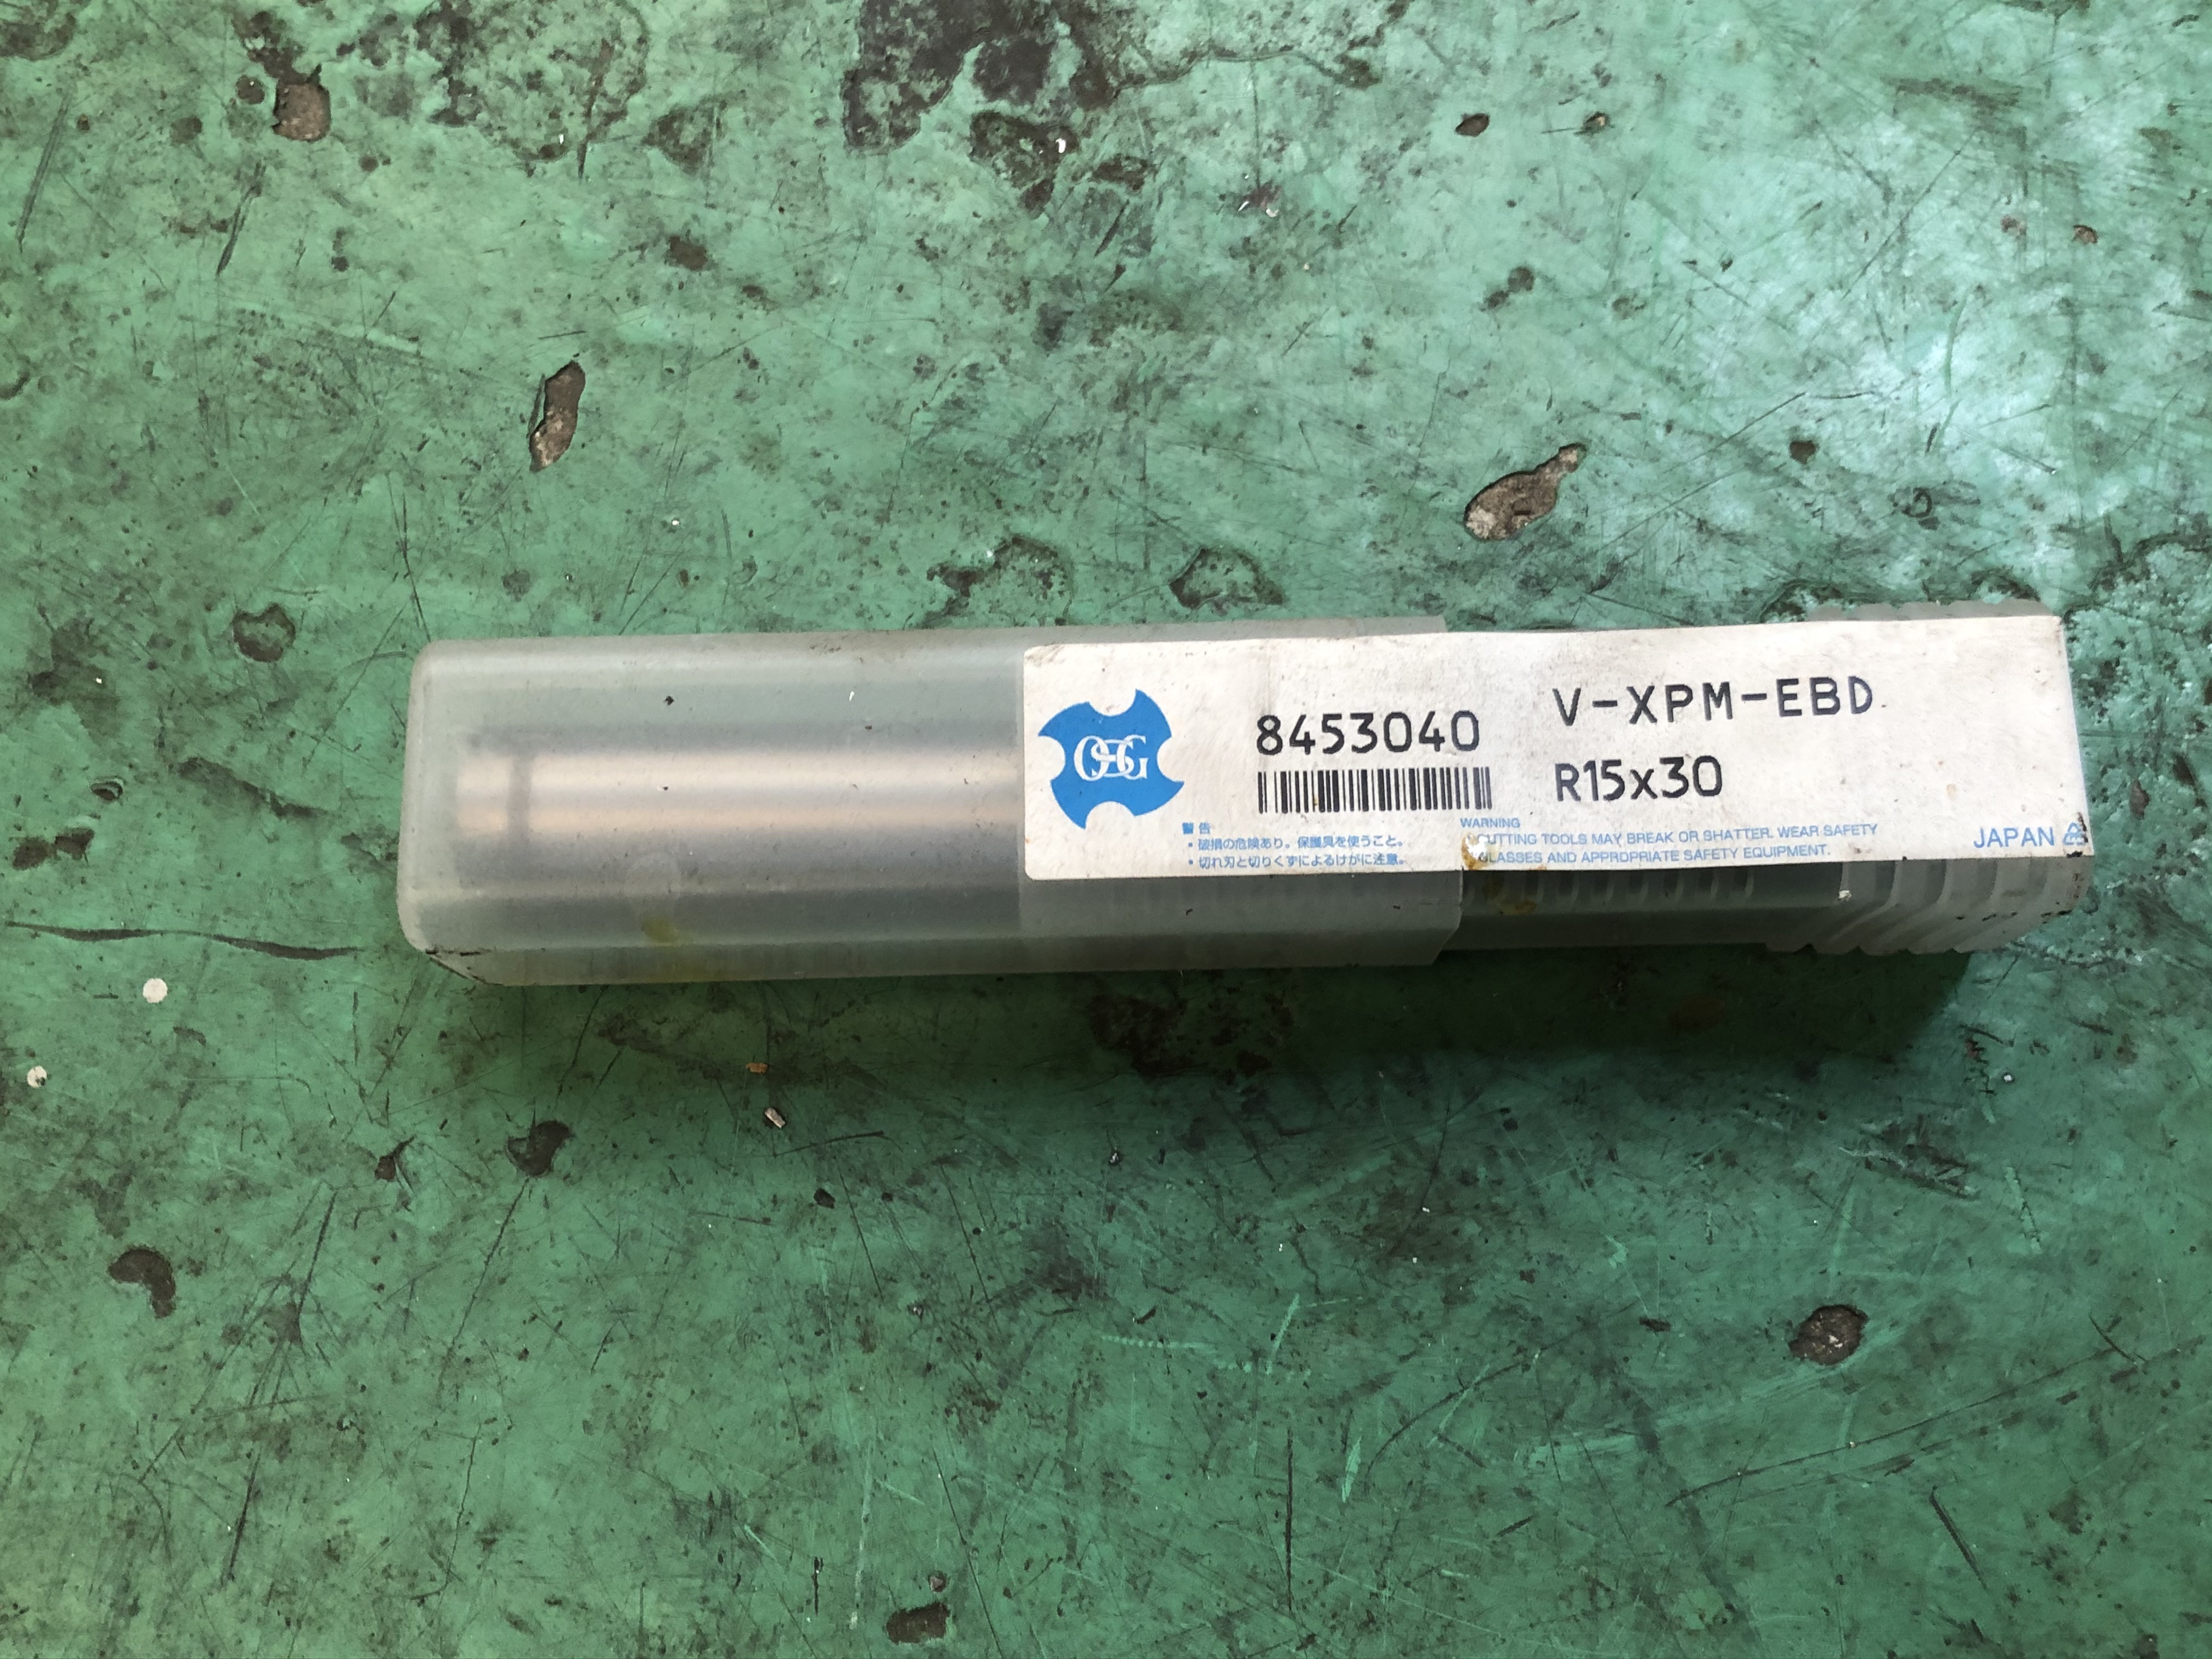 OSG
8453040
V-XPM-EBD
R15x30
警告
・破損の危険あり。保護具を使うこと。
・切れ刃と切りくずによるけがに注意。
WARNING
CUTTING TOOLS MAY BREAK OR SHATTER. WEAR SAFETY
GLASSES AND APPROPRIATE SAFETY EQUIPMENT.
JAPAN